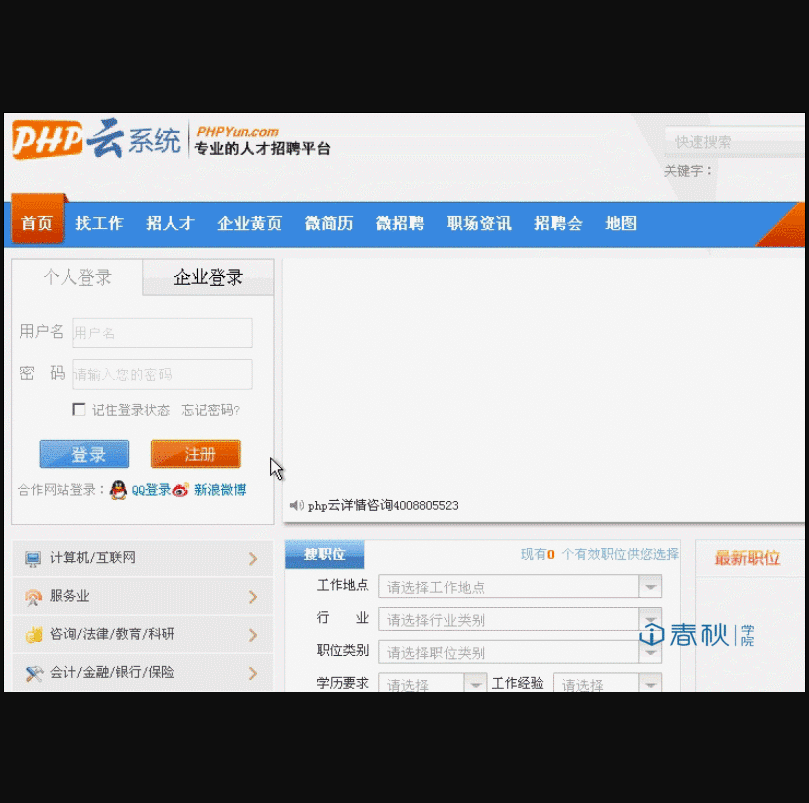 PHP云系统
PHPYun.com
专业的人才招聘平台
快速搜索
关键字：
首页 找工作 招人才 企业黄页 微简历 微招聘 职场资讯 招聘会 地图
个人登录 企业登录
用户名 用户名
密 码 请输入您的密码
记住登录状态 忘记密码?
登录 注册
合作网站登录： QQ登录 新浪微博
php云详情咨询4008805523
计算机/互联网
服务业
咨询/法律/教育/科研
会计/金融/银行/保险
搜职位 现有0 个有效职位供您选择
工作地点 请选择工作地点
行 业 请选择行业类别
职位类别 请选择职位类别
学历要求 请选择 工作经验 请选择
最新职位
春秋学院